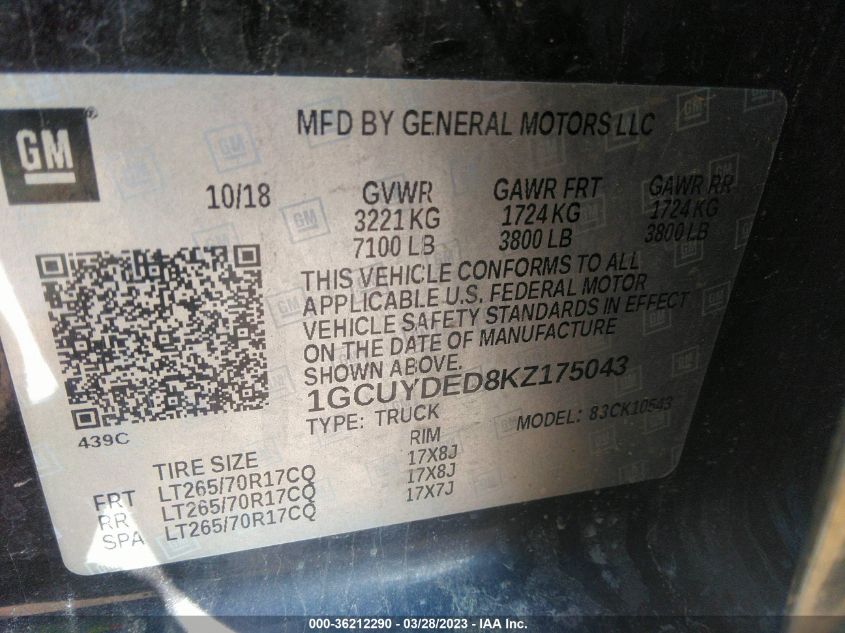 GM
MFD BY GENERAL MOTORS LLC
10/18
GVWR GAWR FRT GAWR RR
3221 KG 1724 KG 1724 KG
7100 LB 3800 LB 3800 LB
THIS VEHICLE CONFORMS TO ALL
APPLICABLE U.S. FEDERAL MOTOR
VEHICLE SAFETY STANDARDS IN EFFECT
ON THE DATE OF MANUFACTURE
SHOWN ABOVE.
1GCUYDED8KZ175043
TYPE: TRUCK MODEL: 83CK10543
439C
TIRE SIZE RIM
FRT LT265/70R17CQ 17X8J
RR LT265/70R17CQ 17X8J
SPA LT265/70R17CQ 17X7J
000-36212290 - 03/28/2023 - © IAA Inc.